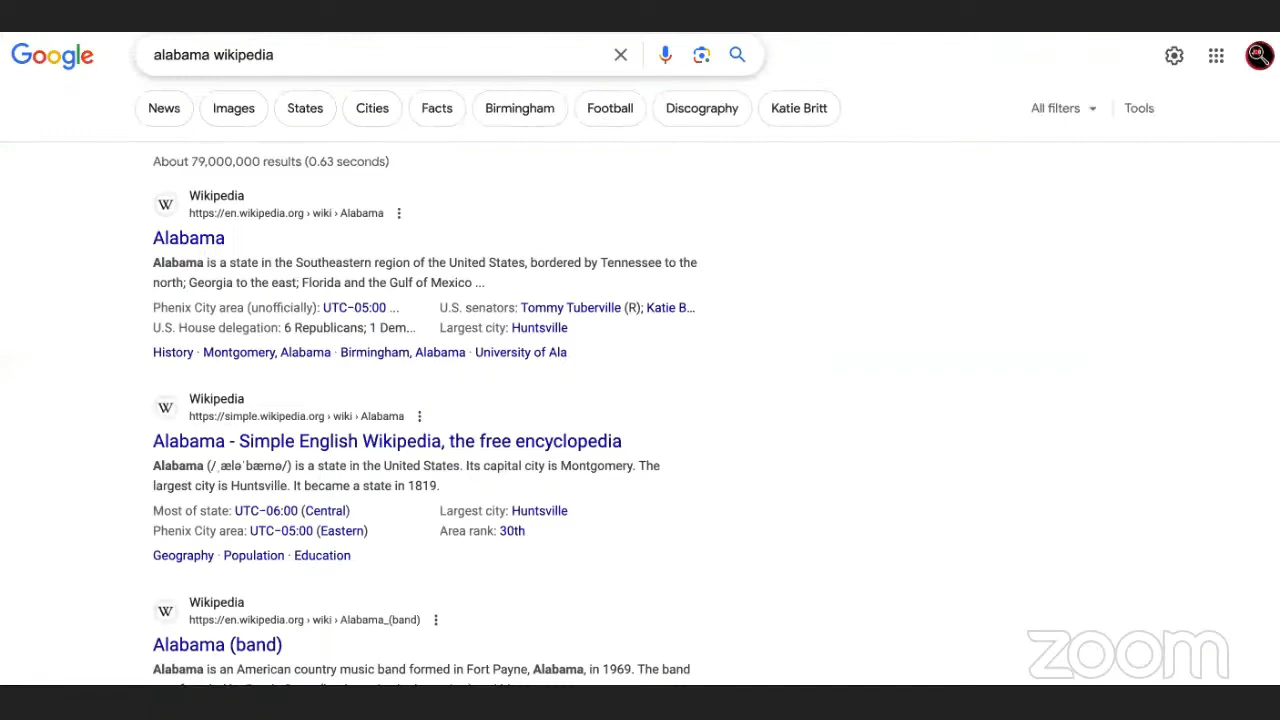 Google
alabama wikipedia
News Images States Cities Facts Birmingham Football Discography Katie Britt All filters Tools
About 79,000,000 results (0.63 seconds)
W Wikipedia
https://en.wikipedia.org › wiki › Alabama
Alabama
Alabama is a state in the Southeastern region of the United States, bordered by Tennessee to the
north; Georgia to the east; Florida and the Gulf of Mexico ...
Phenix City area (unofficially): UTC−05:00 ... U.S. senators: Tommy Tuberville (R); Katie B...
U.S. House delegation: 6 Republicans; 1 Dem... Largest city: Huntsville
History · Montgomery, Alabama · Birmingham, Alabama · University of Ala
W Wikipedia
https://simple.wikipedia.org › wiki › Alabama
Alabama - Simple English Wikipedia, the free encyclopedia
Alabama (/ˌæləˈbæmə/) is a state in the United States. Its capital city is Montgomery. The
largest city is Huntsville. It became a state in 1819.
Most of state: UTC−06:00 (Central) Largest city: Huntsville
Phenix City area: UTC−05:00 (Eastern) Area rank: 30th
Geography · Population · Education
W Wikipedia
https://en.wikipedia.org › wiki › Alabama_(band)
Alabama (band)
Alabama is an American country music band formed in Fort Payne, Alabama, in 1969. The band
zoom